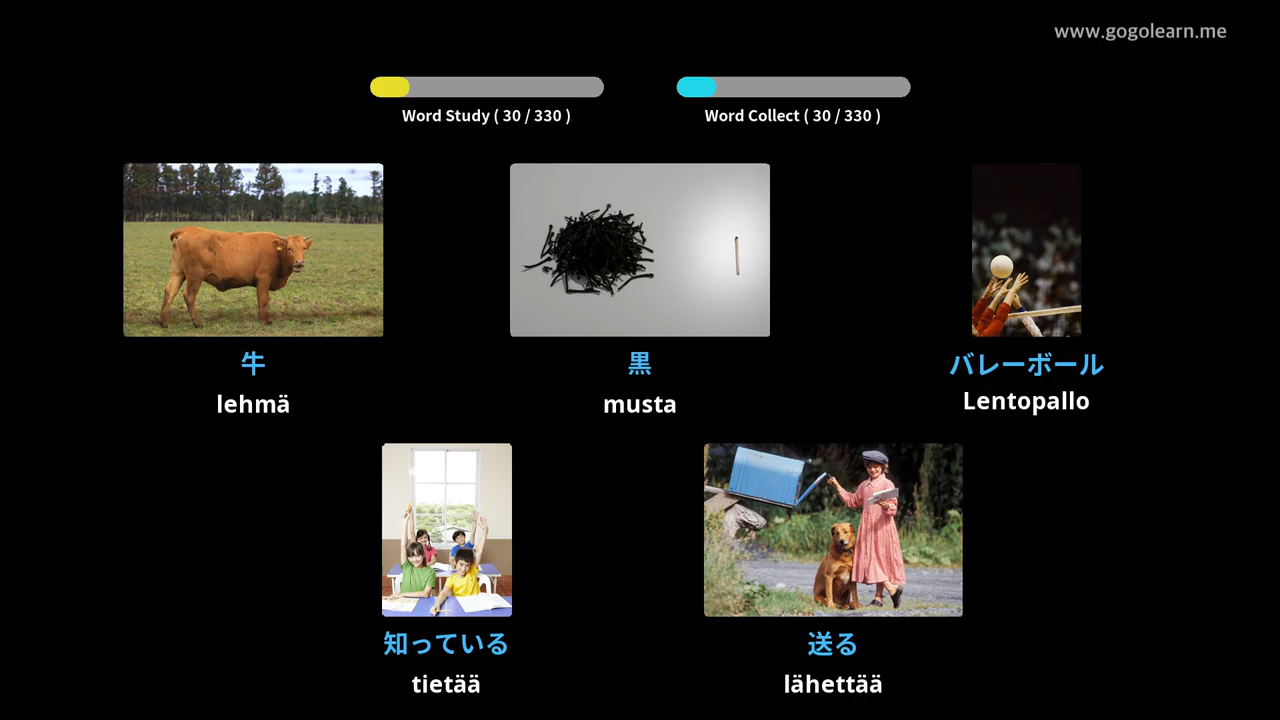 www.gogolearn.me
Word Study ( 30 / 330 )
Word Collect ( 30 / 330 )
牛
lehmä
黒
musta
バレーボール
Lentopallo
知っている
tietää
送る
lähettää